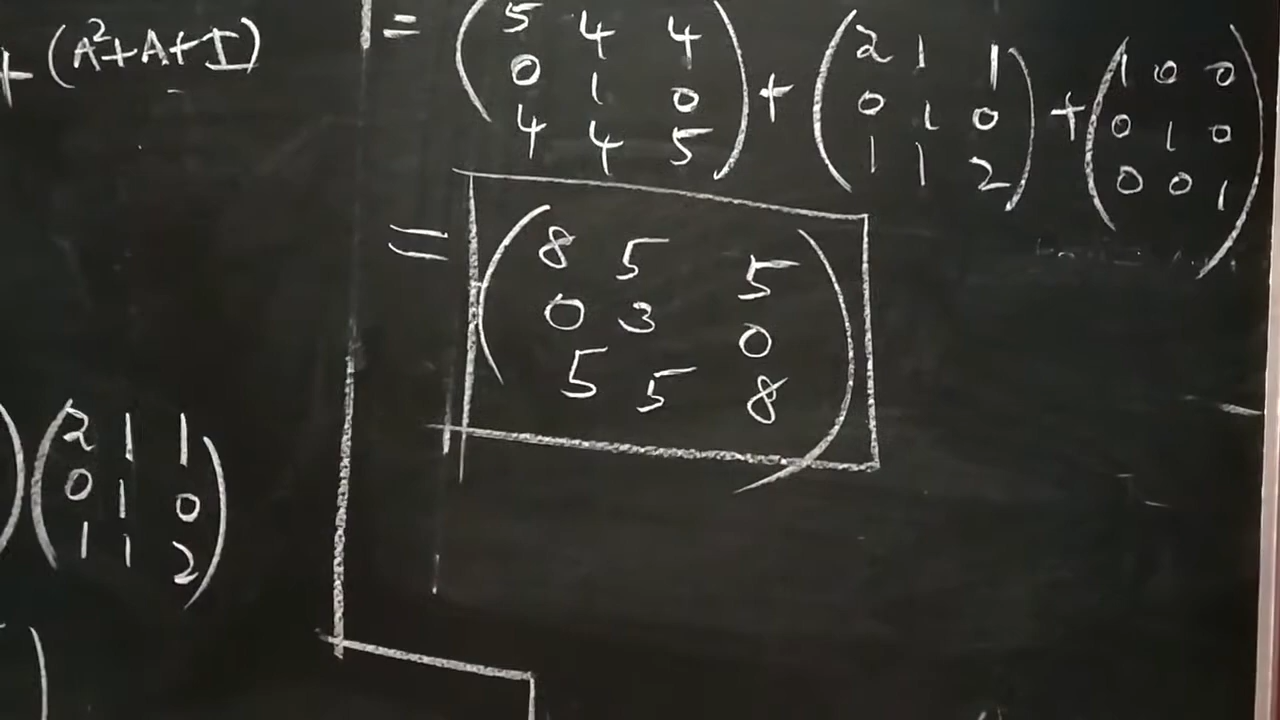 + (A²+A+I)
= (5 4 4) + (2 1 1) + (1 0 0)
(0 1 0) (0 1 0) (0 1 0)
(4 4 5) (1 1 2) (0 0 1)
= (8 5 5)
(0 3 0)
(5 5 8)
) (2 1 1)
(0 1 0)
(1 1 2)